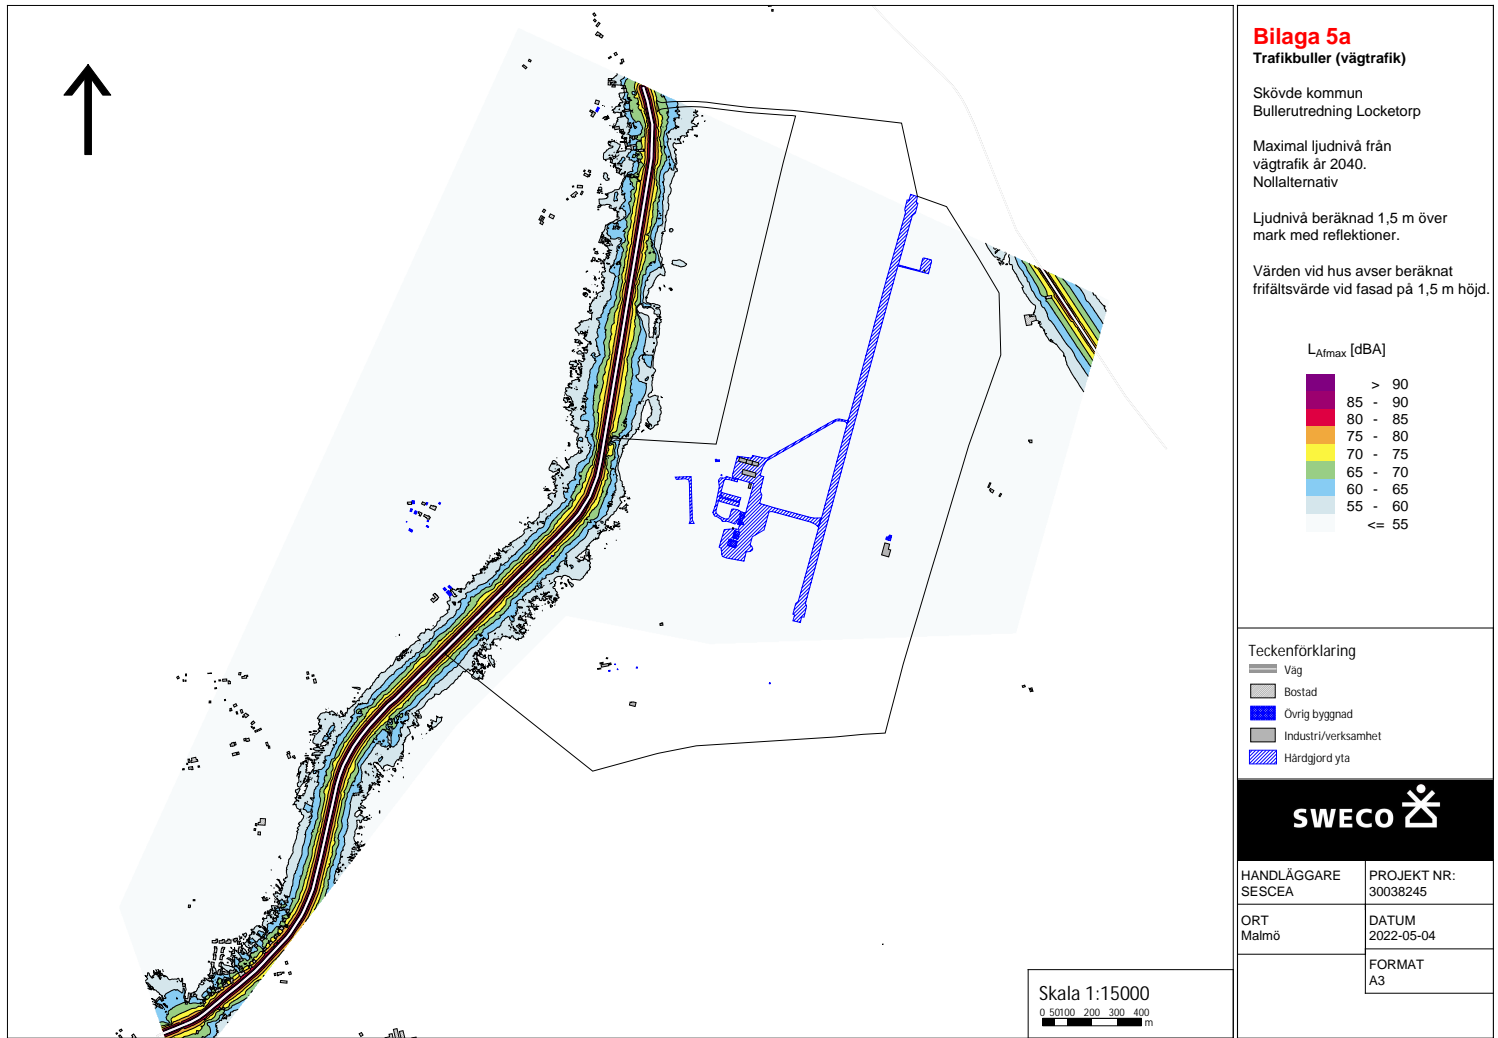 Bilaga 5a
Trafikbuller (vägtrafik)
Skövde kommun
Bullerutredning Locketorp
Maximal ljudnivå från
vägtrafik år 2040.
Nollalternativ
Ljudnivå beräknad 1,5 m över
mark med reflektioner.
Värden vid hus avser beräknat
frifältsvärde vid fasad på 1,5 m höjd.
LAfmax [dBA]
> 90
85 - 90
80 - 85
75 - 80
70 - 75
65 - 70
60 - 65
55 - 60
<= 55
Teckenförklaring
Väg
Bostad
Övrig byggnad
Industri/verksamhet
Hårdgjord yta
SWECO
HANDLÄGGARE
SESCEA
PROJEKT NR:
30038245
ORT
Malmö
DATUM
2022-05-04
FORMAT
A3
Skala 1:15000
0 50100 200 300 400
m